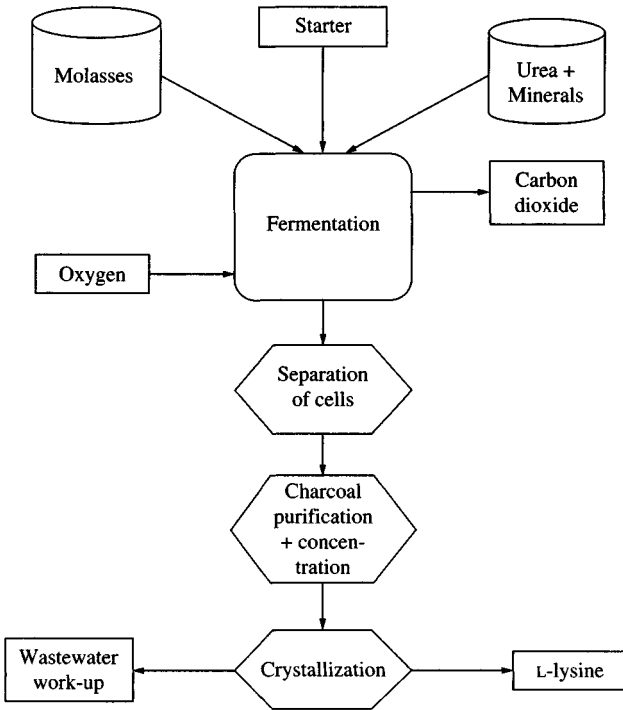 Starter
Molasses
Urea +
Minerals
Carbon
dioxide
Fermentation
Oxygen
Separation
of cells
Charcoal
purification
+ concen-
tration
Wastewater
work-up
Crystallization
L-lysine